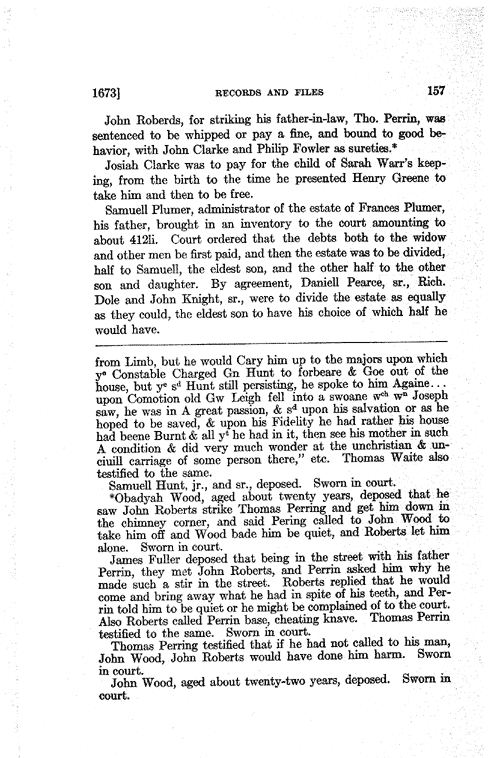 1673] RECORDS AND FILES 157
John Roberds, for striking his father-in-law, Tho. Perrin, was
sentenced to be whipped or pay a fine, and bound to good be-
havior, with John Clarke and Philip Fowler as sureties.*
Josiah Clarke was to pay for the child of Sarah Warr's keep-
ing, from the birth to the time he presented Henry Greene to
take him and then to be free.
Samuell Plumer, administrator of the estate of Frances Plumer,
his father, brought in an inventory to the court amounting to
about 412li. Court ordered that the debts both to the widow
and other men be first paid, and then the estate was to be divided,
half to Samuell, the eldest son, and the other half to the other
son and daughter. By agreement, Daniell Pearce, sr., Rich.
Dole and John Knight, sr., were to divide the estate as equally
as they could, the eldest son to have his choice of which half he
would have.
from Limb, but he would Cary him up to the majors upon which
yᵉ Constable Charged Gn Hunt to forbeare & Goe out of the
house, but yᵉ sᵈ Hunt still persisting, he spoke to him Againe...
upon Comotion old Gw Leigh fell into a swoane wᶜʰ wⁿ Joseph
saw, he was in A great passion, & sᵈ upon his salvation or as he
hoped to be saved, & upon his Fidelity he had rather his house
had beene Burnt & all yᵗ he had in it, then see his mother in such
A condition & did very much wonder at the unchristian & un-
ciuill carriage of some person there," etc. Thomas Waite also
testified to the same.
Samuell Hunt, jr., and sr., deposed. Sworn in court.
*Obadyah Wood, aged about twenty years, deposed that he
saw John Roberts strike Thomas Perring and get him down in
the chimney corner, and said Pering called to John Wood to
take him off and Wood bade him be quiet, and Roberts let him
alone. Sworn in court.
James Fuller deposed that being in the street with his father
Perrin, they met John Roberts, and Perrin asked him why he
made such a stir in the street. Roberts replied that he would
come and bring away what he had in spite of his teeth, and Per-
rin told him to be quiet or he might be complained of to the court.
Also Roberts called Perrin base, cheating knave. Thomas Perrin
testified to the same. Sworn in court.
Thomas Perring testified that if he had not called to his man,
John Wood, John Roberts would have done him harm. Sworn
in court.
John Wood, aged about twenty-two years, deposed. Sworn in
court.